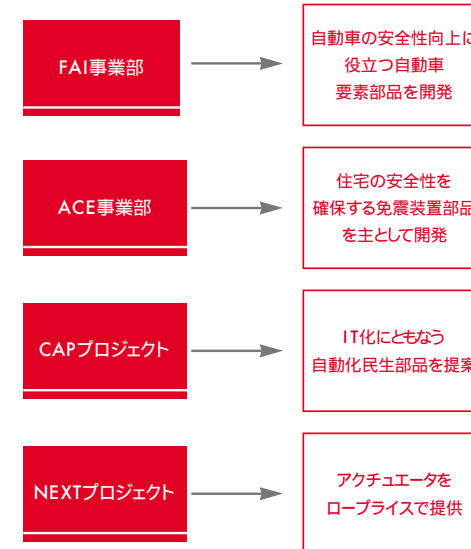 FAI事業部
自動車の安全性向上に
役立つ自動車
要素部品を開発
ACE事業部
住宅の安全性を
確保する免震装置部品
を主として開発
CAPプロジェクト
IT化にともなう
自動化民生部品を提案
NEXTプロジェクト
アクチュエータを
ロープライスで提供